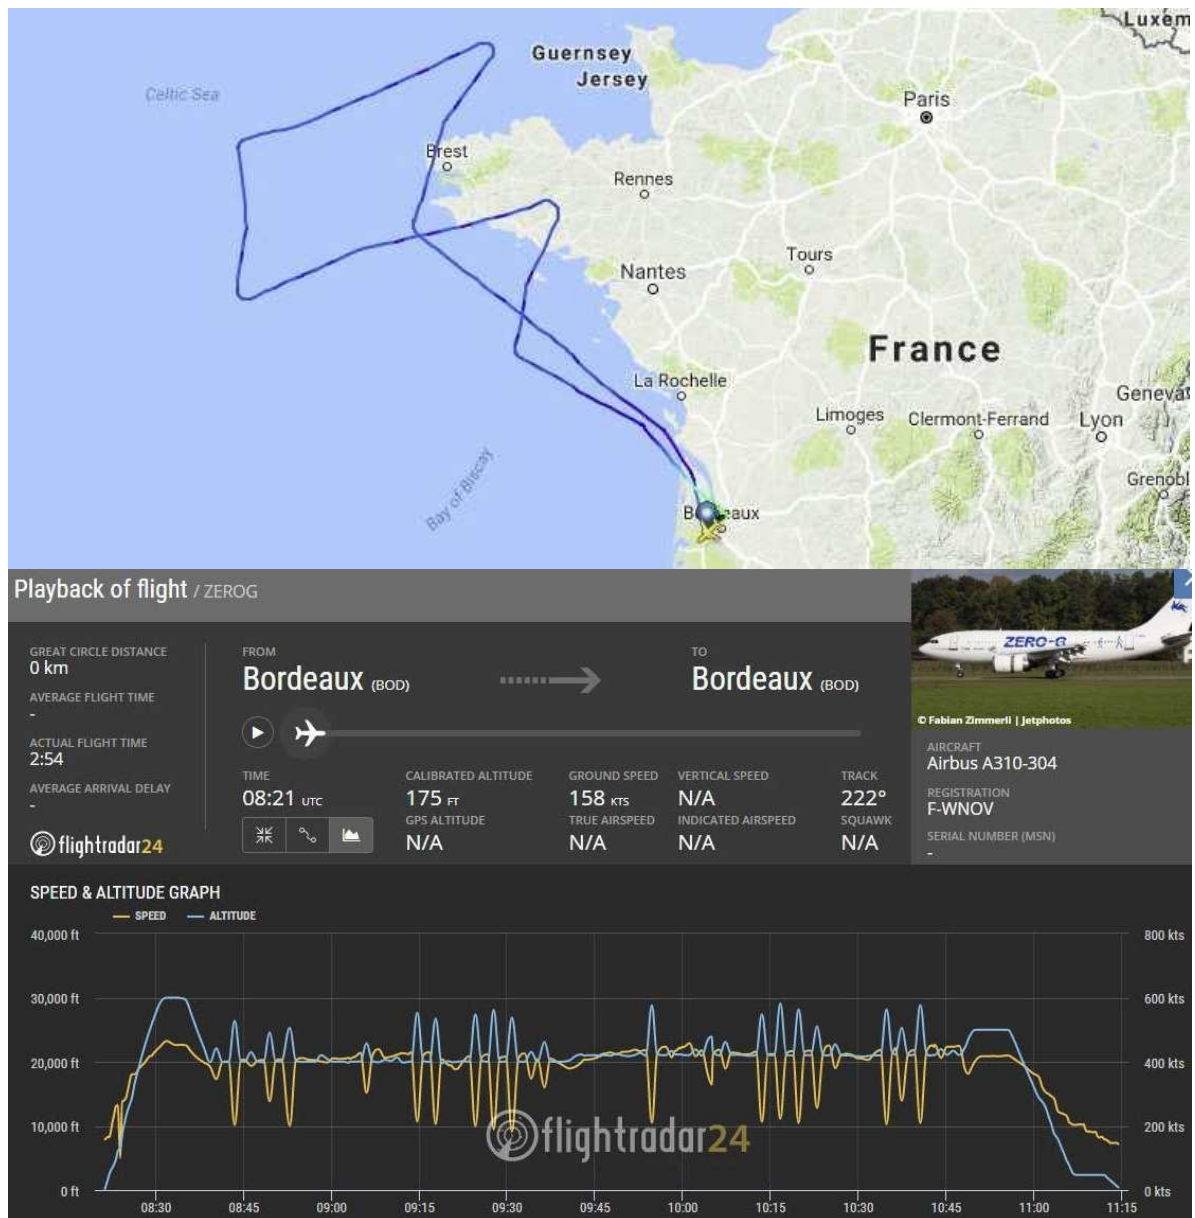 Luxem
Guernsey
Jersey
Celtic Sea
Paris
Brest
Rennes
Tours
Nantes
France
La Rochelle
Geneva
Limoges
Clermont-Ferrand
Lyon
Grenobl
Bay of Biscay
B aux
Playback of flight / ZEROG
GREAT CIRCLE DISTANCE
0 km
AVERAGE FLIGHT TIME
-
ACTUAL FLIGHT TIME
2:54
AVERAGE ARRIVAL DELAY
-
flightradar24
FROM
Bordeaux (BOD)
TO
Bordeaux (BOD)
TIME
08:21 UTC
CALIBRATED ALTITUDE
175 FT
GPS ALTITUDE
N/A
GROUND SPEED
158 KTS
TRUE AIRSPEED
N/A
VERTICAL SPEED
N/A
INDICATED AIRSPEED
N/A
TRACK
222°
SQUAWK
N/A
ZERO-G
© Fabian Zimmerli | Jetphotos
AIRCRAFT
Airbus A310-304
REGISTRATION
F-WNOV
SERIAL NUMBER (MSN)
-
SPEED & ALTITUDE GRAPH
SPEED ALTITUDE
40,000 ft 800 kts
30,000 ft 600 kts
20,000 ft 400 kts
10,000 ft 200 kts
flightradar24
0 ft 0 kts
08:30 08:45 09:00 09:15 09:30 09:45 10:00 10:15 10:30 10:45 11:00 11:15